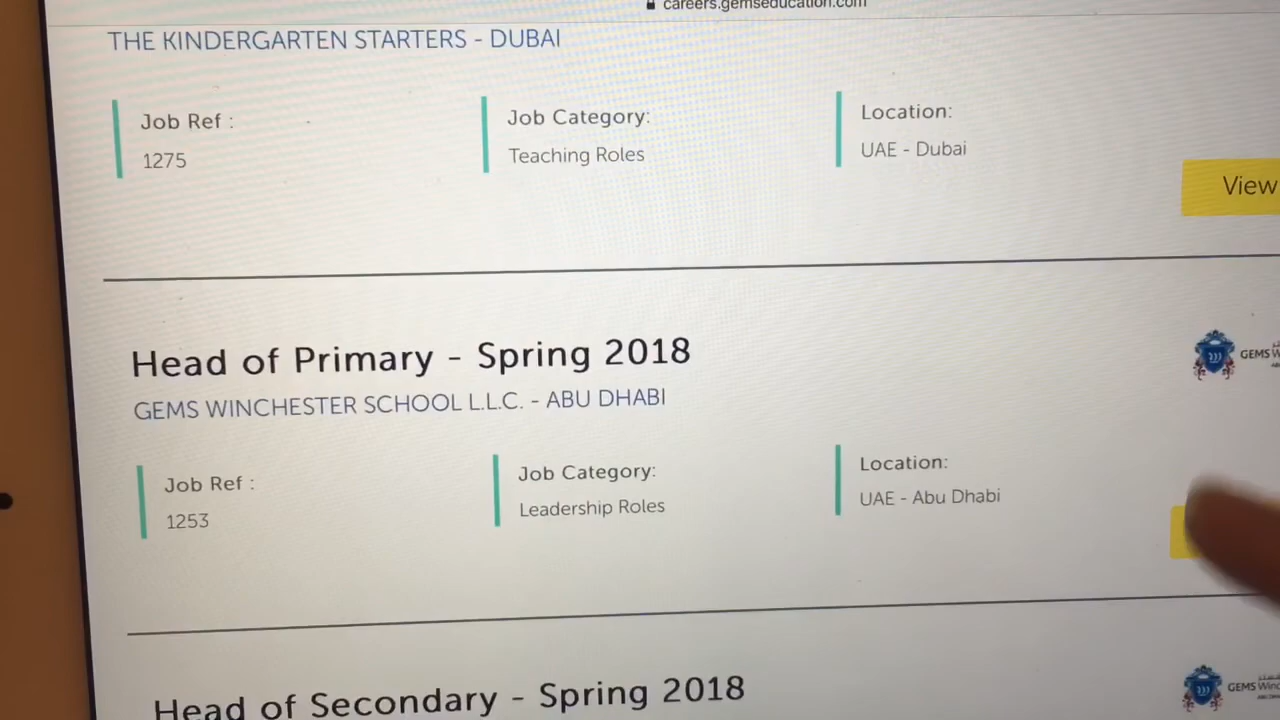 careers.gemseducation.com
THE KINDERGARTEN STARTERS - DUBAI
Job Ref :
1275
Job Category:
Teaching Roles
Location:
UAE - Dubai
View
Head of Primary - Spring 2018
GEMS
GEMS WINCHESTER SCHOOL L.L.C. - ABU DHABI
Job Ref :
1253
Job Category:
Leadership Roles
Location:
UAE - Abu Dhabi
Head of Secondary - Spring 2018
GEMS